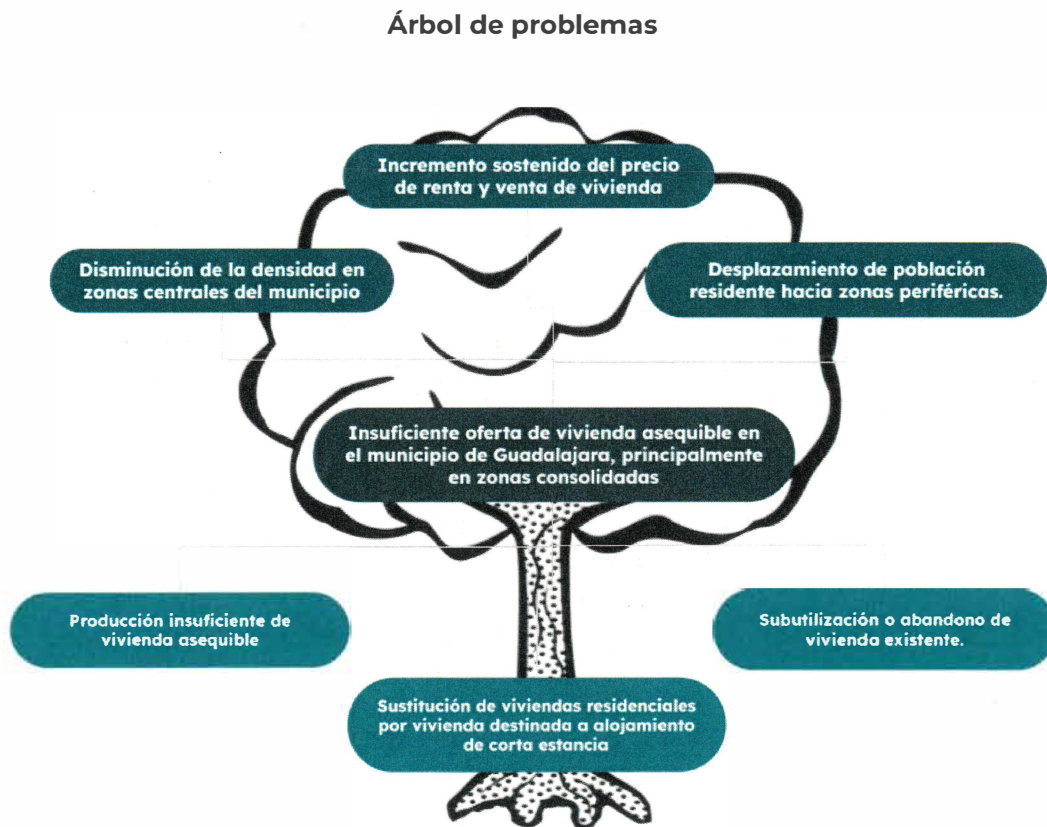 Árbol de problemas
Incremento sostenido del precio
de renta y venta de vivienda
Disminución de la densidad en
zonas centrales del municipio
Desplazamiento de población
residente hacia zonas periféricas.
Insuficiente oferta de vivienda asequible en
el municipio de Guadalajara, principalmente
en zonas consolidadas
Producción insuficiente de
vivienda asequible
Subutilización o abandono de
vivienda existente.
Sustitución de viviendas residenciales
por vivienda destinada a alojamiento
de corta estancia